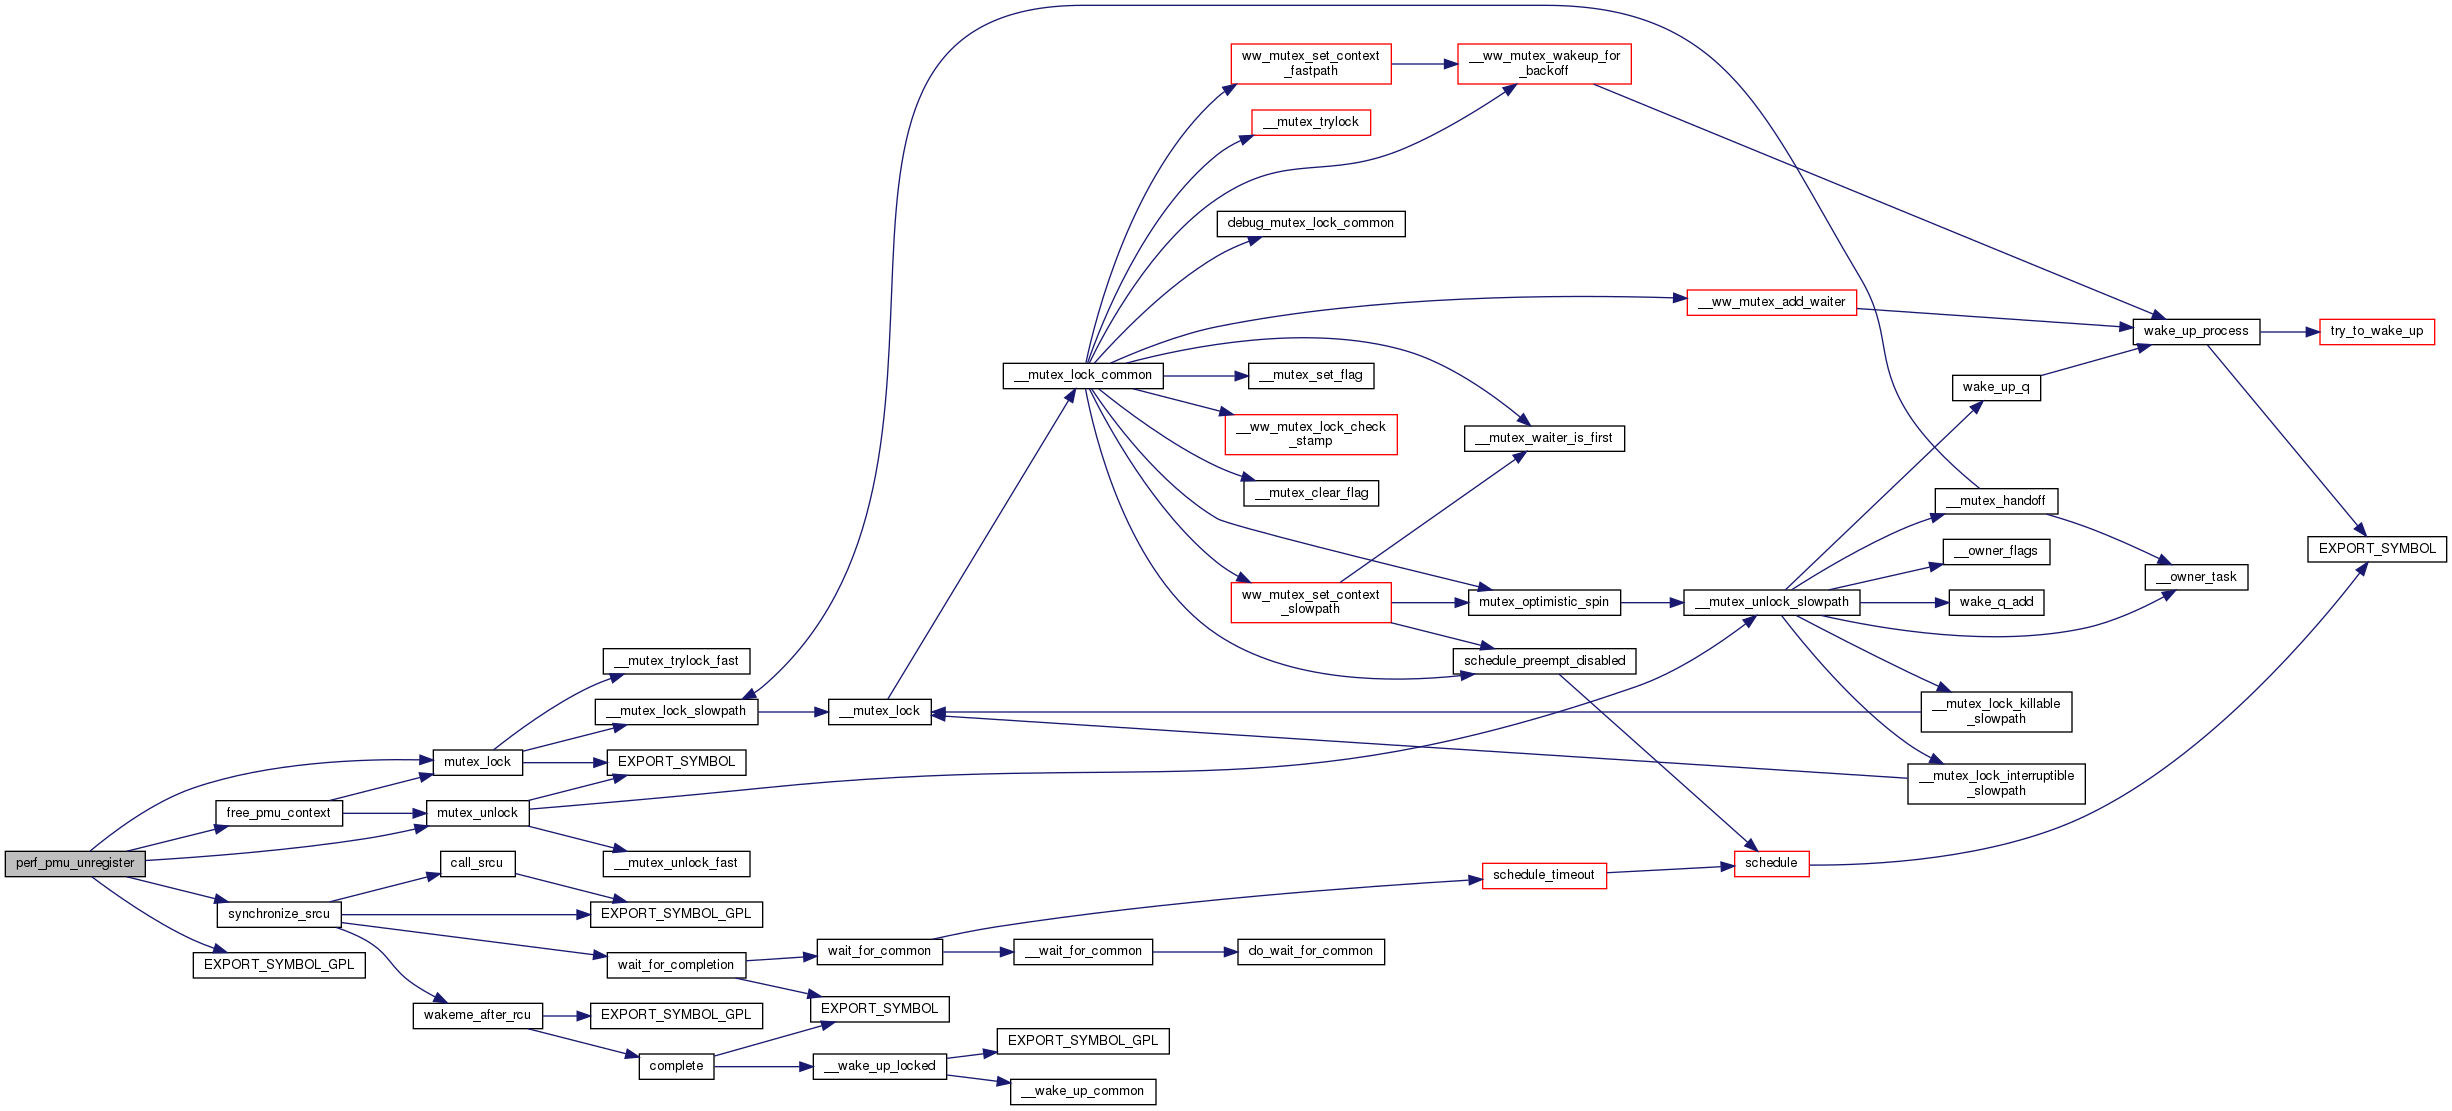 ww_mutex_set_context
_fastpath
__ww_mutex_wakeup_for
_backoff
__mutex_trylock
debug_mutex_lock_common
__ww_mutex_add_waiter
wake_up_process
try_to_wake_up
__mutex_lock_common
__mutex_set_flag
wake_up_q
__ww_mutex_lock_check
_stamp
__mutex_waiter_is_first
__mutex_clear_flag
__mutex_handoff
EXPORT_SYMBOL
__owner_flags
__owner_task
ww_mutex_set_context
_slowpath
mutex_optimistic_spin
__mutex_unlock_slowpath
wake_q_add
__mutex_trylock_fast
schedule_preempt_disabled
__mutex_lock_slowpath
__mutex_lock
__mutex_lock_killable
_slowpath
mutex_lock
EXPORT_SYMBOL
__mutex_lock_interruptible
_slowpath
free_pmu_context
mutex_unlock
perf_pmu_unregister
call_srcu
__mutex_unlock_fast
schedule_timeout
schedule
synchronize_srcu
EXPORT_SYMBOL_GPL
EXPORT_SYMBOL_GPL
wait_for_completion
wait_for_common
__wait_for_common
do_wait_for_common
wakeme_after_rcu
EXPORT_SYMBOL_GPL
EXPORT_SYMBOL
complete
__wake_up_locked
EXPORT_SYMBOL_GPL
__wake_up_common